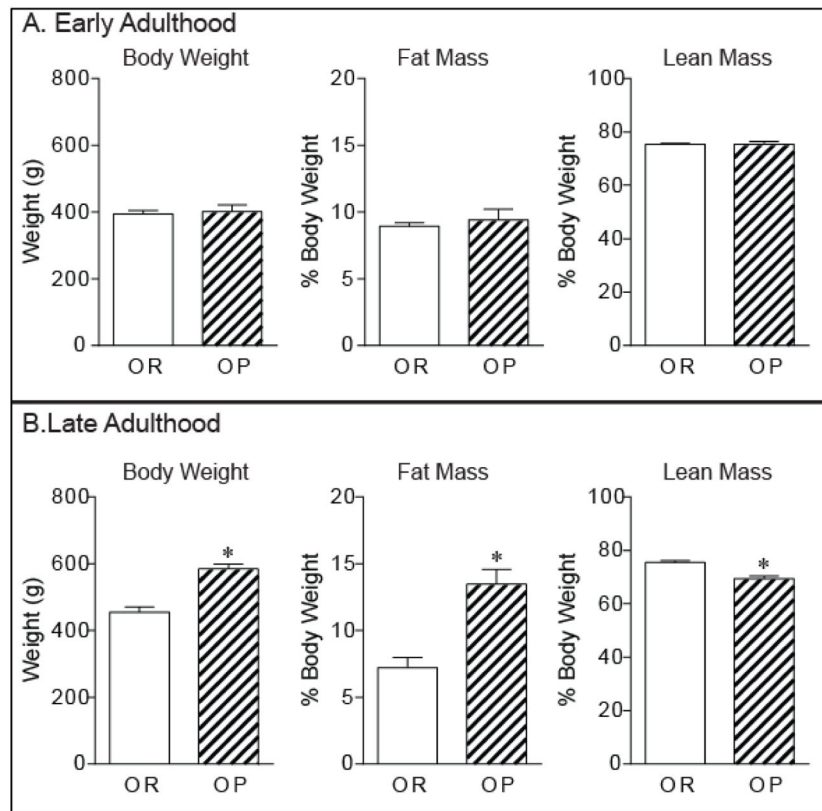 A. Early Adulthood
Body Weight
Fat Mass
Lean Mass
Weight (g)
800
600
400
200
0
OR OP
% Body Weight
20
15
10
5
0
OR OP
% Body Weight
100
80
60
40
20
0
OR OP
B.Late Adulthood
Body Weight
Fat Mass
Lean Mass
Weight (g)
800
600
400
200
0
*
OR OP
% Body Weight
20
15
10
5
0
*
OR OP
% Body Weight
100
80
60
40
20
0
*
OR OP